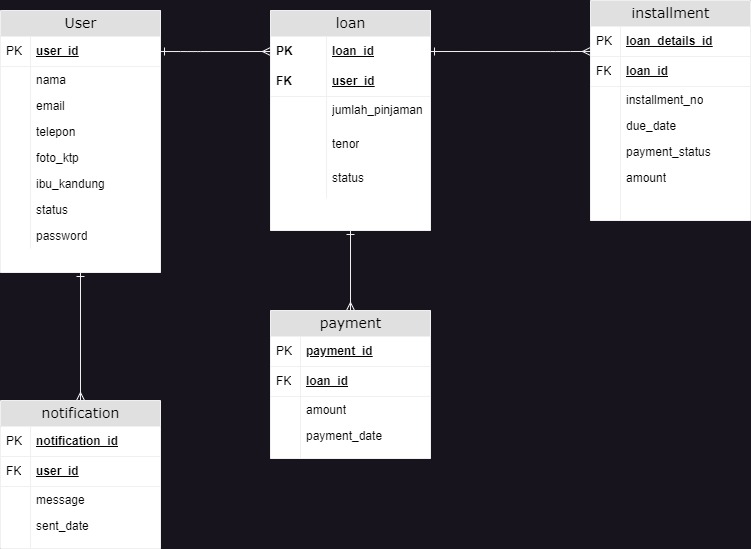 User
PK user_id
nama
email
telepon
foto_ktp
ibu_kandung
status
password
loan
PK loan_id
FK user_id
jumlah_pinjaman
tenor
status
installment
PK loan_details_id
FK loan_id
installment_no
due_date
payment_status
amount
payment
PK payment_id
FK loan_id
amount
payment_date
notification
PK notification_id
FK user_id
message
sent_date